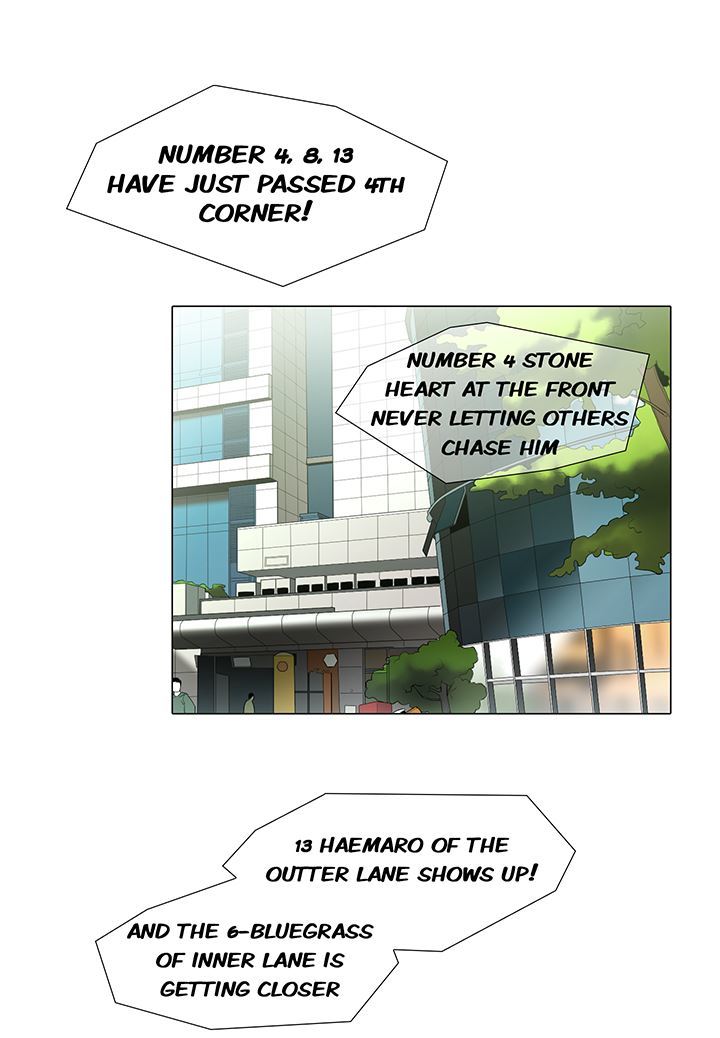 NUMBER 4, 8, 13
HAVE JUST PASSED 4TH
CORNER!
NUMBER 4 STONE
HEART AT THE FRONT
NEVER LETTING OTHERS
CHASE HIM
13 HAEMARO OF THE
OUTTER LANE SHOWS UP!
AND THE 6-BLUEGRASS
OF INNER LANE IS
GETTING CLOSER